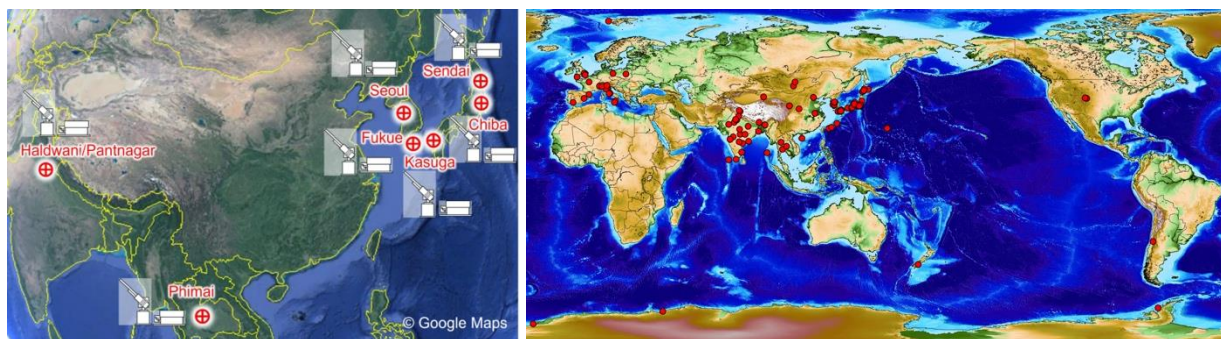 Sendai
Seoul
Chiba
Fukue
Kasuga
Haldwani/Pantnagar
Phimai
© Google Maps